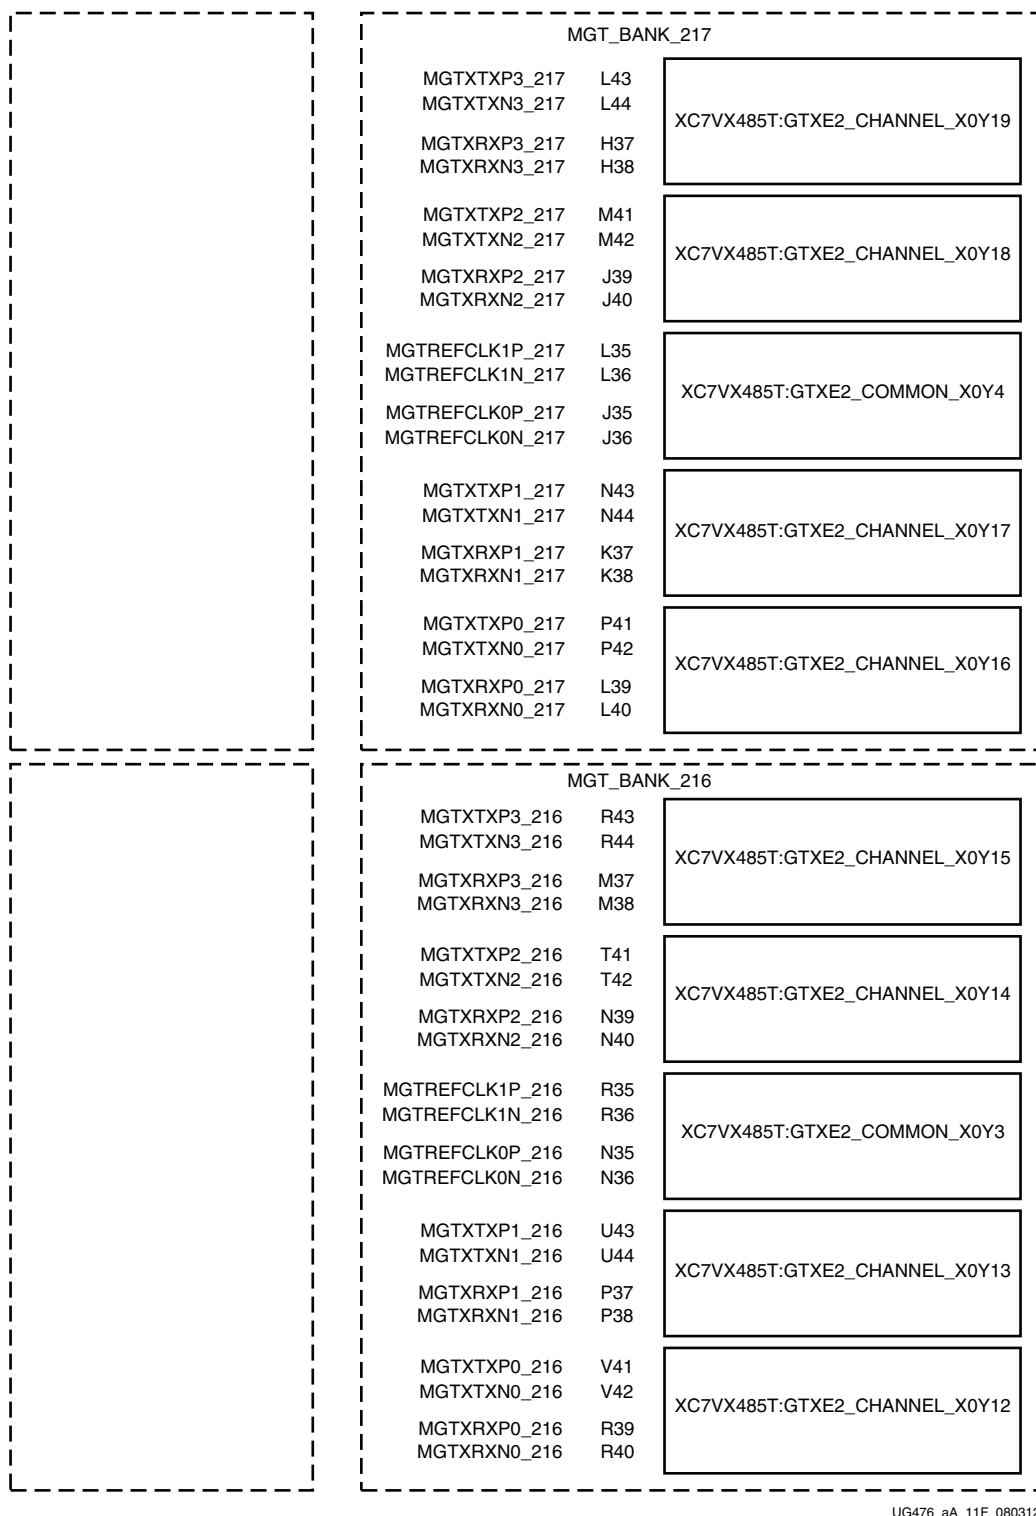 MGT_BANK_217
MGTXTXP3_217 L43
MGTXTXN3_217 L44
XC7VX485T:GTXE2_CHANNEL_X0Y19
MGTXRXP3_217 H37
MGTXRXN3_217 H38
MGTXTXP2_217 M41
MGTXTXN2_217 M42
XC7VX485T:GTXE2_CHANNEL_X0Y18
MGTXRXP2_217 J39
MGTXRXN2_217 J40
MGTREFCLK1P_217 L35
MGTREFCLK1N_217 L36
XC7VX485T:GTXE2_COMMON_X0Y4
MGTREFCLK0P_217 J35
MGTREFCLK0N_217 J36
MGTXTXP1_217 N43
MGTXTXN1_217 N44
XC7VX485T:GTXE2_CHANNEL_X0Y17
MGTXRXP1_217 K37
MGTXRXN1_217 K38
MGTXTXP0_217 P41
MGTXTXN0_217 P42
XC7VX485T:GTXE2_CHANNEL_X0Y16
MGTXRXP0_217 L39
MGTXRXN0_217 L40
MGT_BANK_216
MGTXTXP3_216 R43
MGTXTXN3_216 R44
XC7VX485T:GTXE2_CHANNEL_X0Y15
MGTXRXP3_216 M37
MGTXRXN3_216 M38
MGTXTXP2_216 T41
MGTXTXN2_216 T42
XC7VX485T:GTXE2_CHANNEL_X0Y14
MGTXRXP2_216 N39
MGTXRXN2_216 N40
MGTREFCLK1P_216 R35
MGTREFCLK1N_216 R36
XC7VX485T:GTXE2_COMMON_X0Y3
MGTREFCLK0P_216 N35
MGTREFCLK0N_216 N36
MGTXTXP1_216 U43
MGTXTXN1_216 U44
XC7VX485T:GTXE2_CHANNEL_X0Y13
MGTXRXP1_216 P37
MGTXRXN1_216 P38
MGTXTXP0_216 V41
MGTXTXN0_216 V42
XC7VX485T:GTXE2_CHANNEL_X0Y12
MGTXRXP0_216 R39
MGTXRXN0_216 R40
UG476_aA_11F_080312